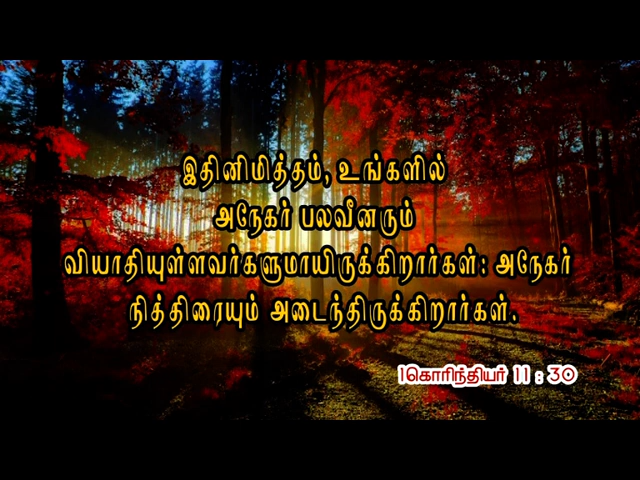 இதினிமித்தம், உங்களில்
அநேகர் பலவீனரும்
வியாதியுள்ளவர்களுமாயிருக்கிறார்கள்: அநேகர்
நித்திரையும் அடைந்திருக்கிறார்கள்.
1கொரிந்தியர் 11 : 30